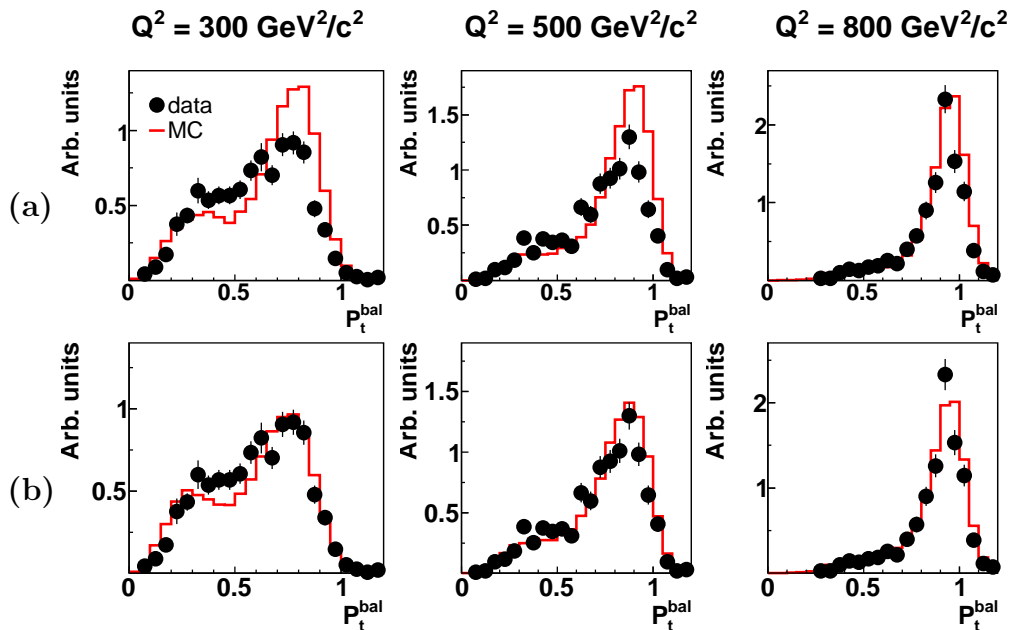 Q² = 300 GeV²/c² Q² = 500 GeV²/c² Q² = 800 GeV²/c²
(a)
Arb. units
1
0.5
0 0.5 1
data
MC
P_t^bal
Arb. units
1.5
1
0.5
0 0.5 1
P_t^bal
Arb. units
2
1
0 0.5 1
P_t^bal
(b)
Arb. units
1
0.5
0 0.5 1
P_t^bal
Arb. units
1.5
1
0.5
0 0.5 1
P_t^bal
Arb. units
2
1
0 0.5 1
P_t^bal